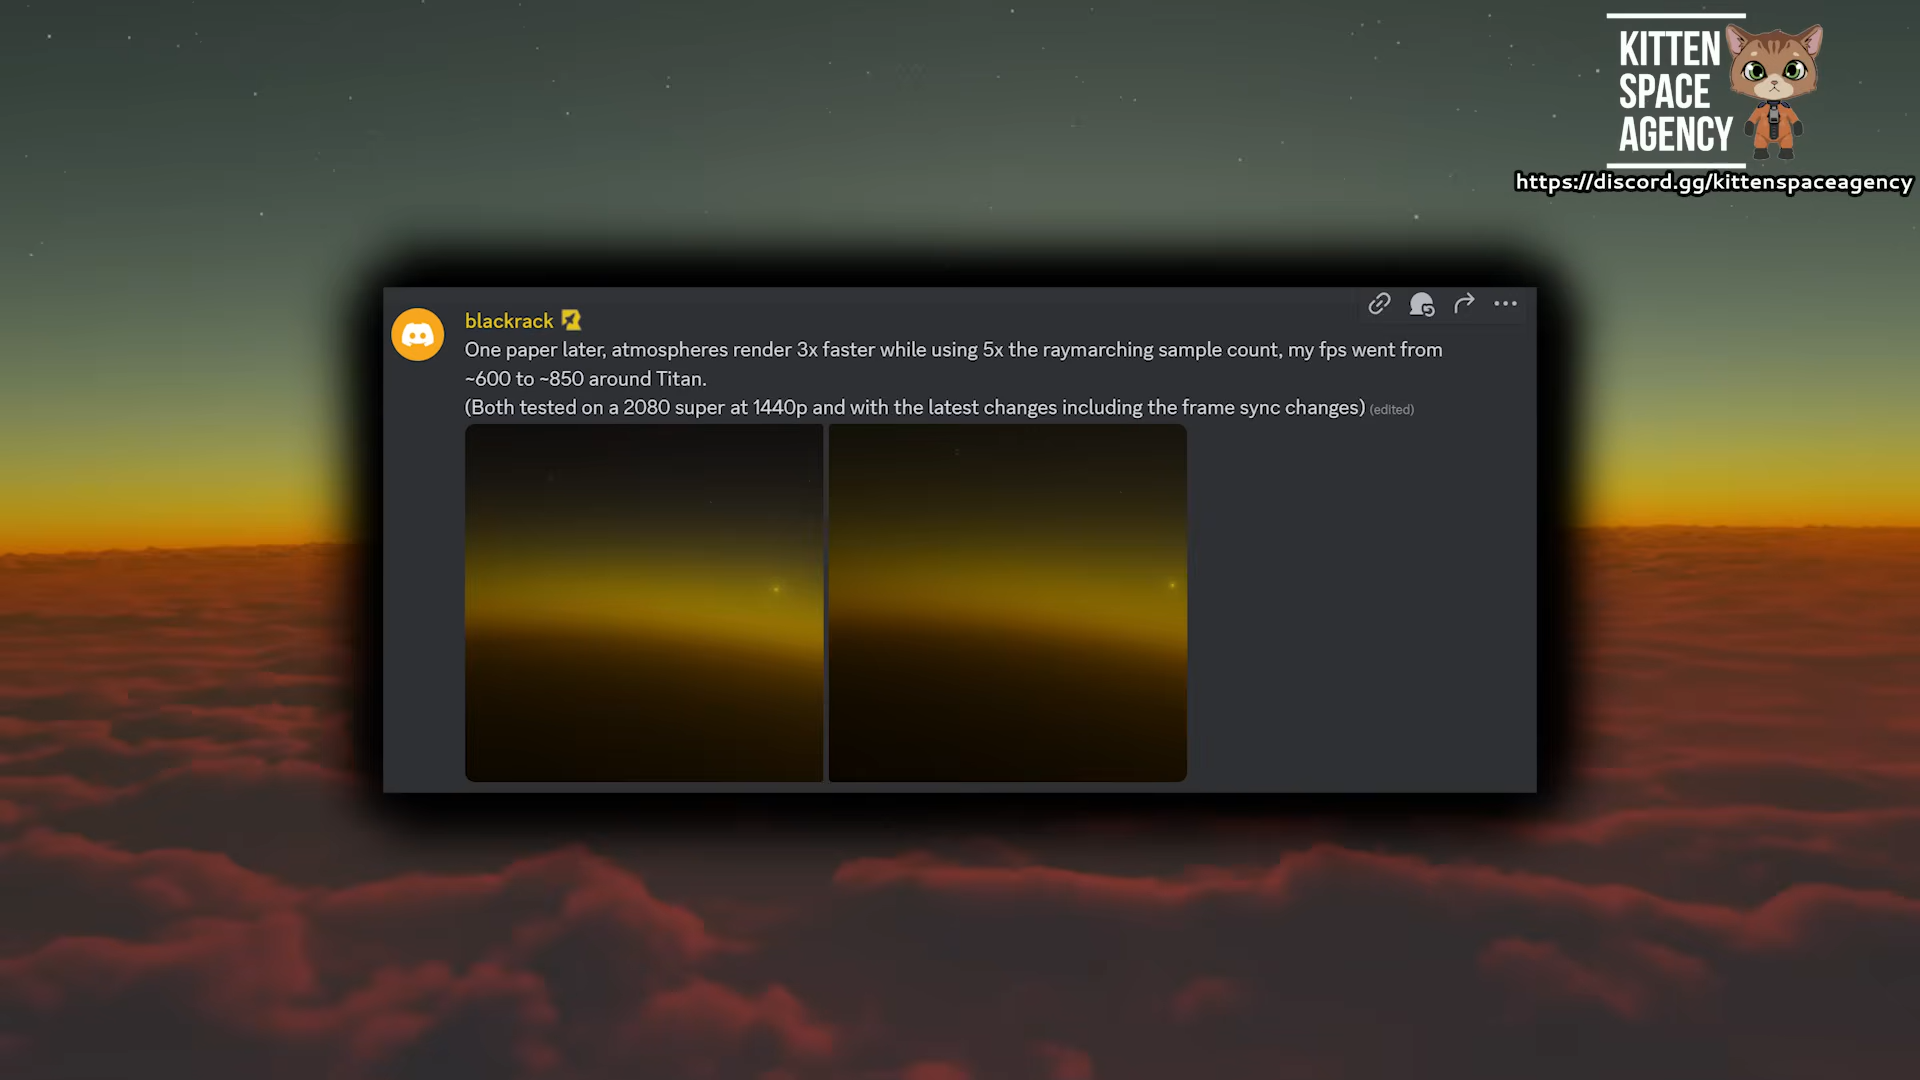 KITTEN
SPACE
AGENCY
https://discord.gg/kittenspaceagency
blackrack
One paper later, atmospheres render 3x faster while using 5x the raymarching sample count, my fps went from
~600 to ~850 around Titan.
(Both tested on a 2080 super at 1440p and with the latest changes including the frame sync changes) (edited)